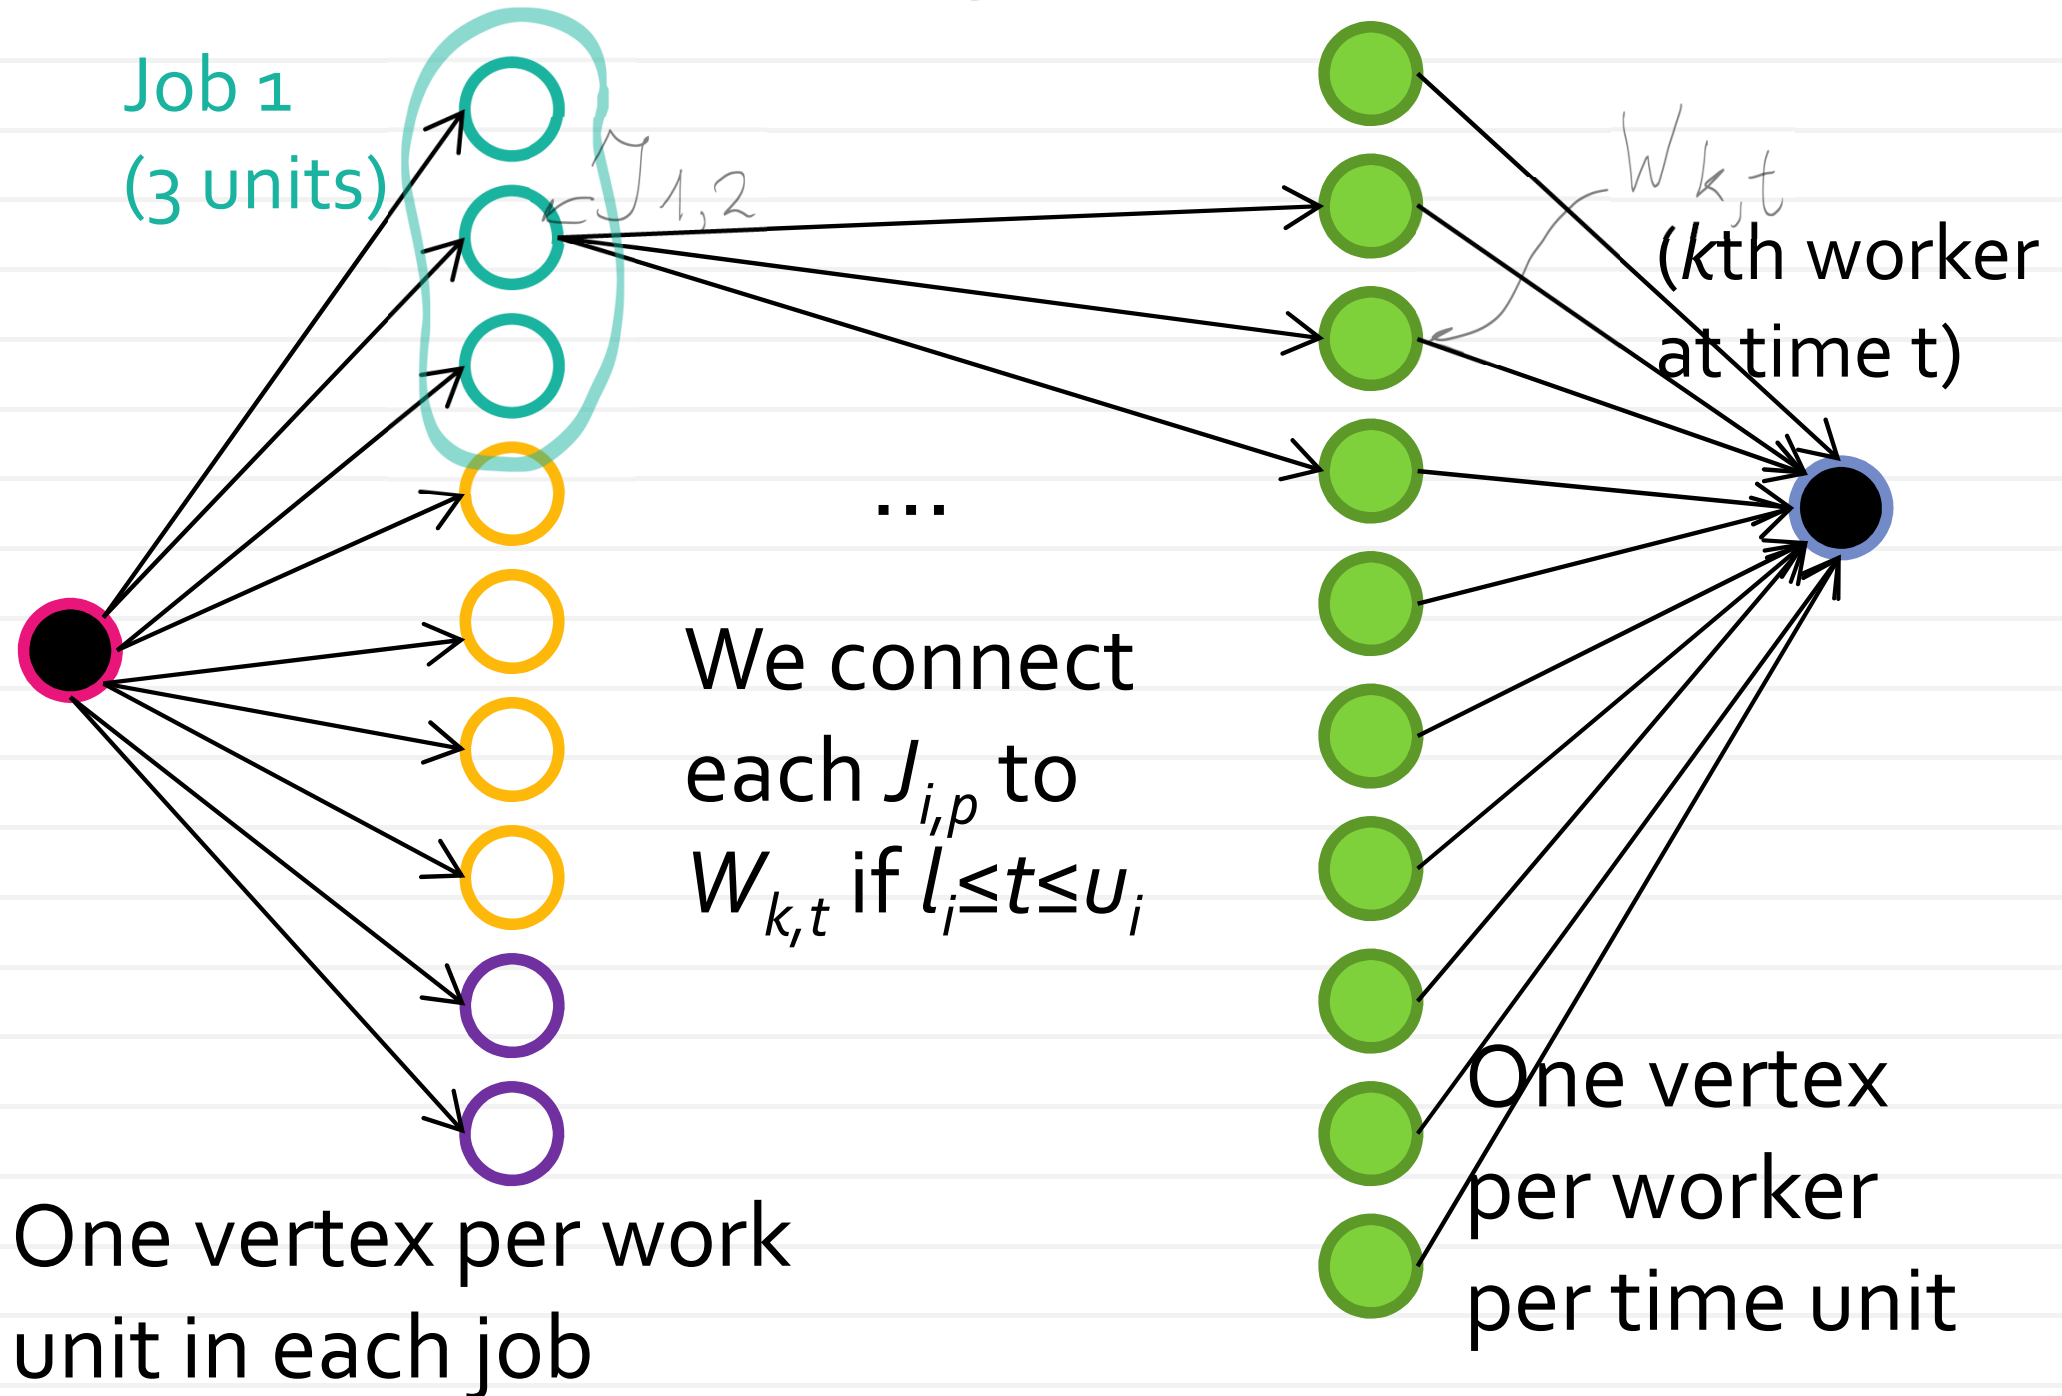 Job 1
(3 units)
J1,2
Wk,t
(kth worker
at time t)
...
We connect
each Ji,p to
Wk,t if li≤t≤ui
One vertex
per worker
per time unit
One vertex per work
unit in each job